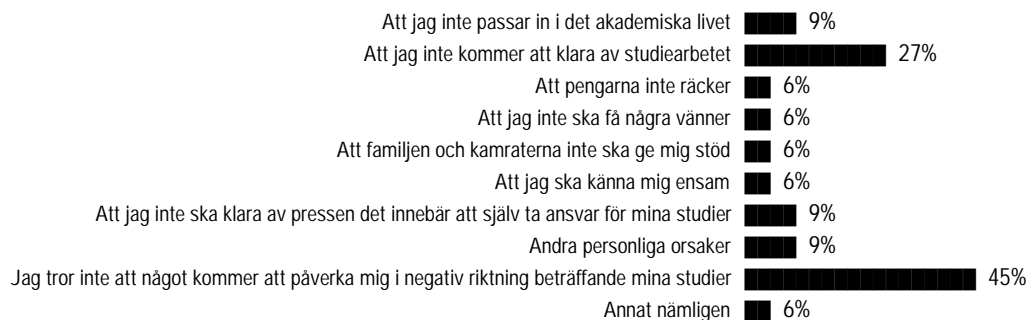 Att jag inte passar in i det akademiska livet 9%
Att jag inte kommer att klara av studiearbetet 27%
Att pengarna inte räcker 6%
Att jag inte ska få några vänner 6%
Att familjen och kamraterna inte ska ge mig stöd 6%
Att jag ska känna mig ensam 6%
Att jag inte ska klara av pressen det innebär att själv ta ansvar för mina studier 9%
Andra personliga orsaker 9%
Jag tror inte att något kommer att påverka mig i negativ riktning beträffande mina studier 45%
Annat nämligen 6%